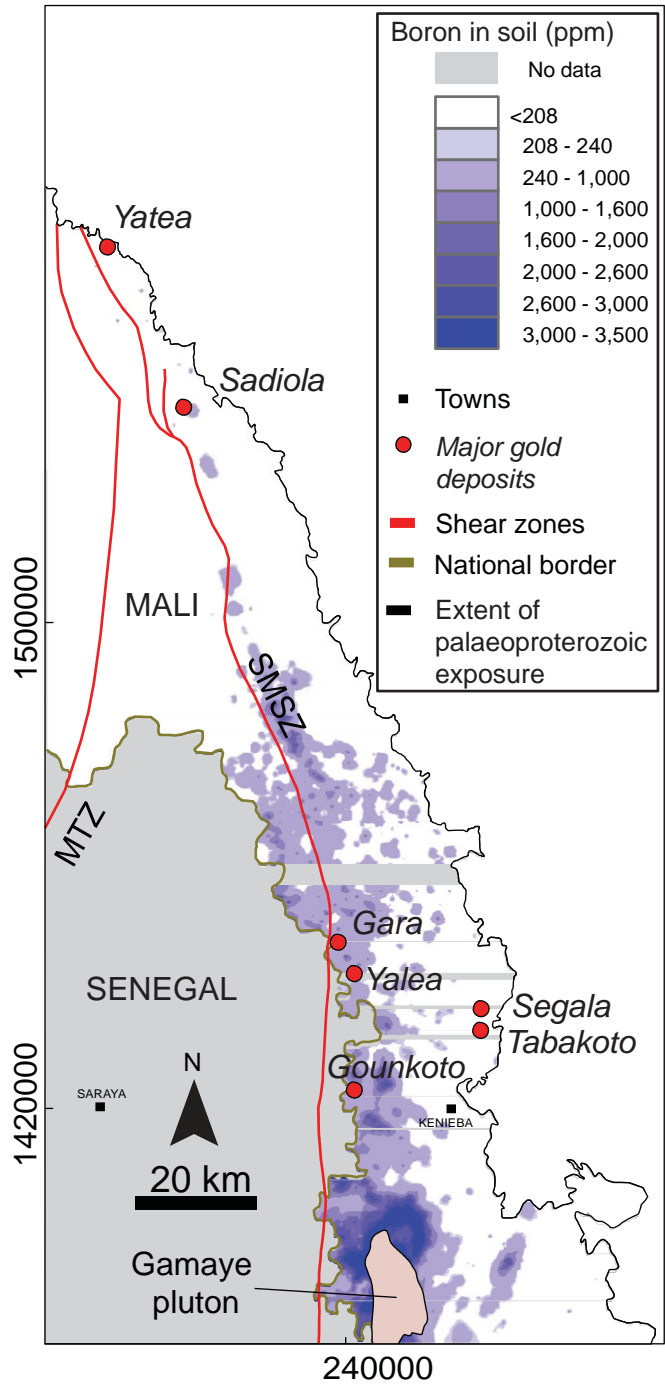 Boron in soil (ppm)
No data
<208
208 - 240
240 - 1,000
1,000 - 1,600
1,600 - 2,000
2,000 - 2,600
2,600 - 3,000
3,000 - 3,500
Towns
Major gold
deposits
Shear zones
National border
Extent of
palaeoproterozoic
exposure
Yatea
Sadiola
1500000
MALI
SMSZ
MTZ
Gara
Yalea
SENEGAL
Segala
Tabakoto
Gounkoto
N
SARAYA
KENIEBA
1420000
20 km
Gamaye
pluton
240000